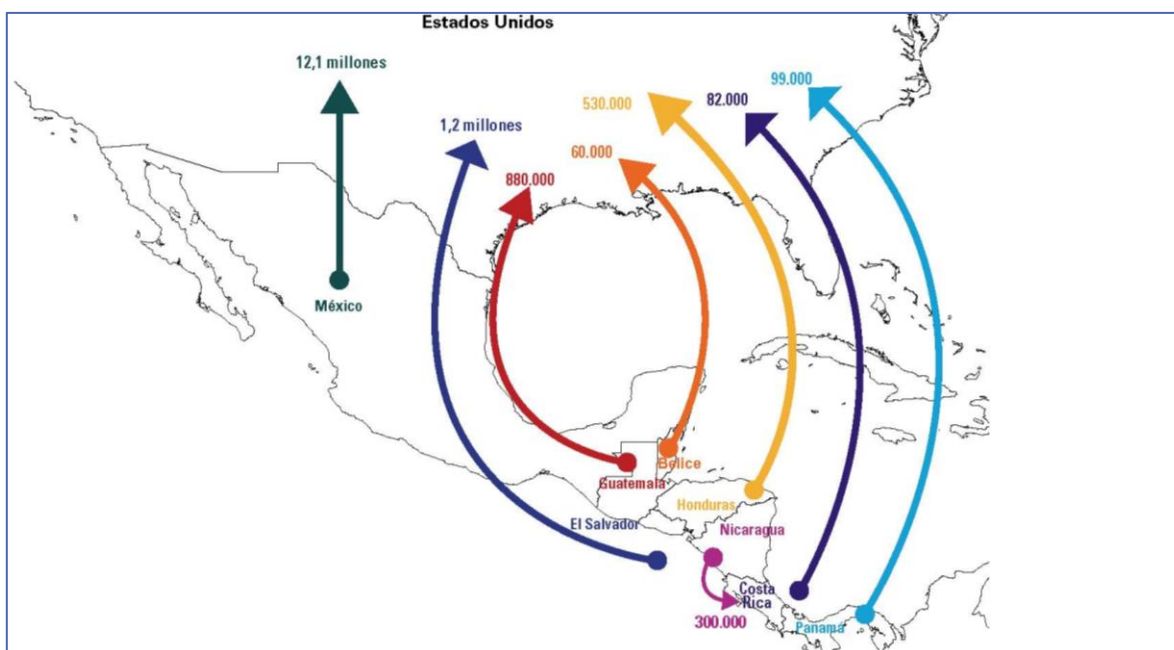 Estados Unidos
12,1 millones
99.000
530.000
82.000
1,2 millones
60.000
880.000
México
Belice
Guatemala
Honduras
El Salvador
Nicaragua
Costa
Rica
300.000
Panamá